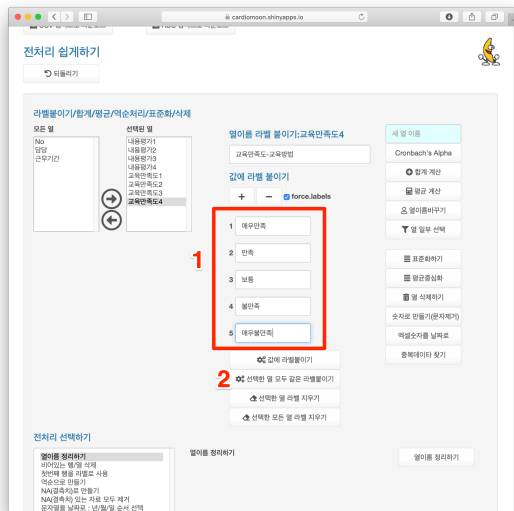 cardiomoon.shinyapps.io
전처리 쉽게하기
되돌리기
라벨붙이기/합계/평균/역순처리/표준화/삭제
모든 열
선택된 열
No
담당
근무기간
내용평가1
내용평가2
내용평가3
내용평가4
교육만족도1
교육만족도2
교육만족도3
교육만족도4
열이름 라벨 붙이기:교육만족도4
교육만족도-교육방법
값에 라벨 붙이기
+ - force.labels
1
1 매우만족
2 만족
3 보통
4 불만족
5 매우불만족
값에 라벨붙이기
2 선택한 열 모두 같은 라벨붙이기
선택한 열 라벨 지우기
선택한 모든 열 라벨 지우기
새 열 이름
Cronbach's Alpha
합계 계산
평균 계산
열이름바꾸기
열 일부 선택
표준화하기
평균중심화
열 삭제하기
숫자로 만들기(문자제거)
엑셀숫자를 날짜로
중복데이타 찾기
전처리 선택하기
열이름 정리하기
비어있는 행/열 삭제
첫번째 행을 라벨로 사용
역순으로 만들기
NA(결측치)로 만들기
NA(결측치) 있는 자료 모두 제거
문자열을 날짜로 : 년/월/일 순서 선택
열이름 정리하기
열이름 정리하기